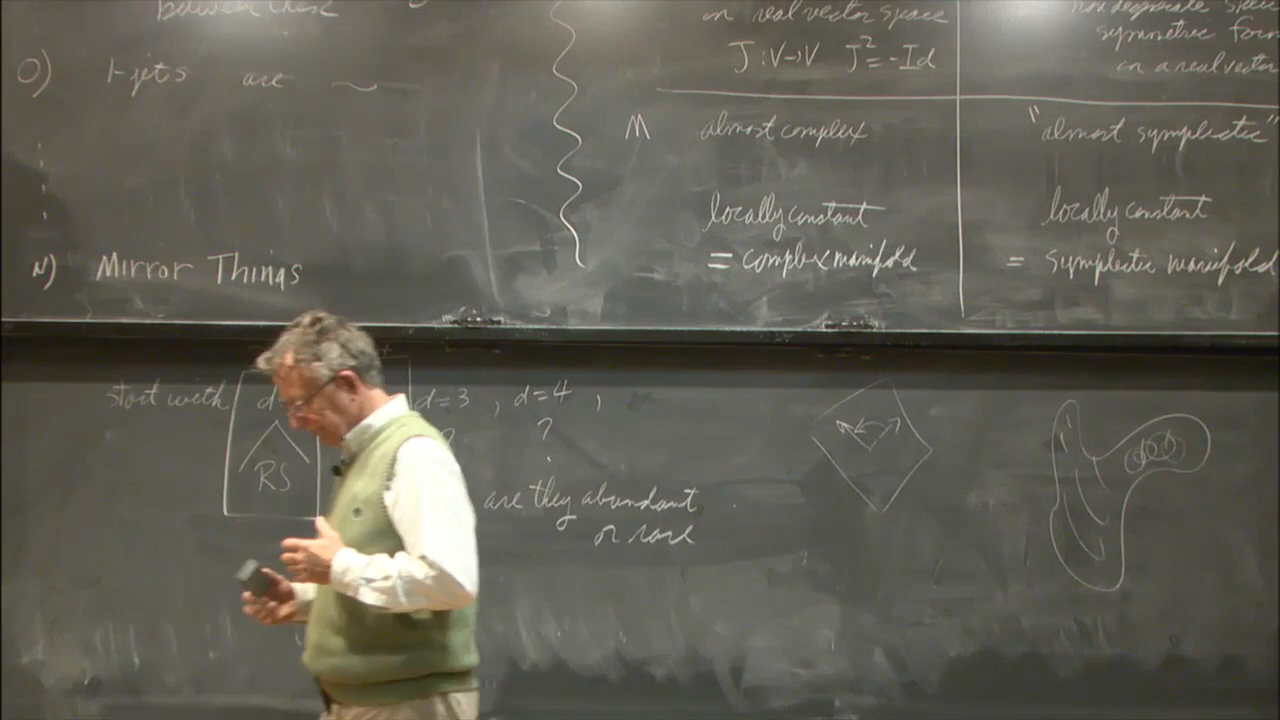 between these
0) 1-jets are
N) Mirror Things
on real vector space
J : V → V J² = -Id
M almost complex
locally constant
= complex manifold
symmetric form
on a real vector
"almost symplectic"
locally constant
= symplectic manifold
start with d
RS
d=3 , d=4 ,
? ?
are they abundant
or rare